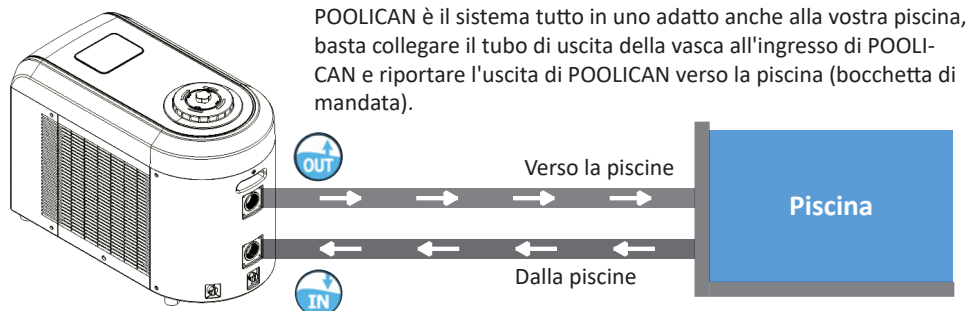 POOLICAN è il sistema tutto in uno adatto anche alla vostra piscina,
basta collegare il tubo di uscita della vasca all'ingresso di POOLI-
CAN e riportare l'uscita di POOLICAN verso la piscina (bocchetta di
mandata).
OUT
Verso la piscine
Piscina
Dalla piscine
IN